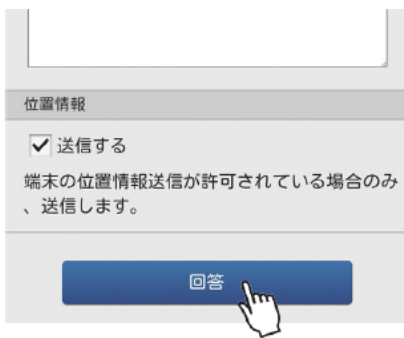 位置情報
送信する
端末の位置情報送信が許可されている場合のみ
、送信します。
回答